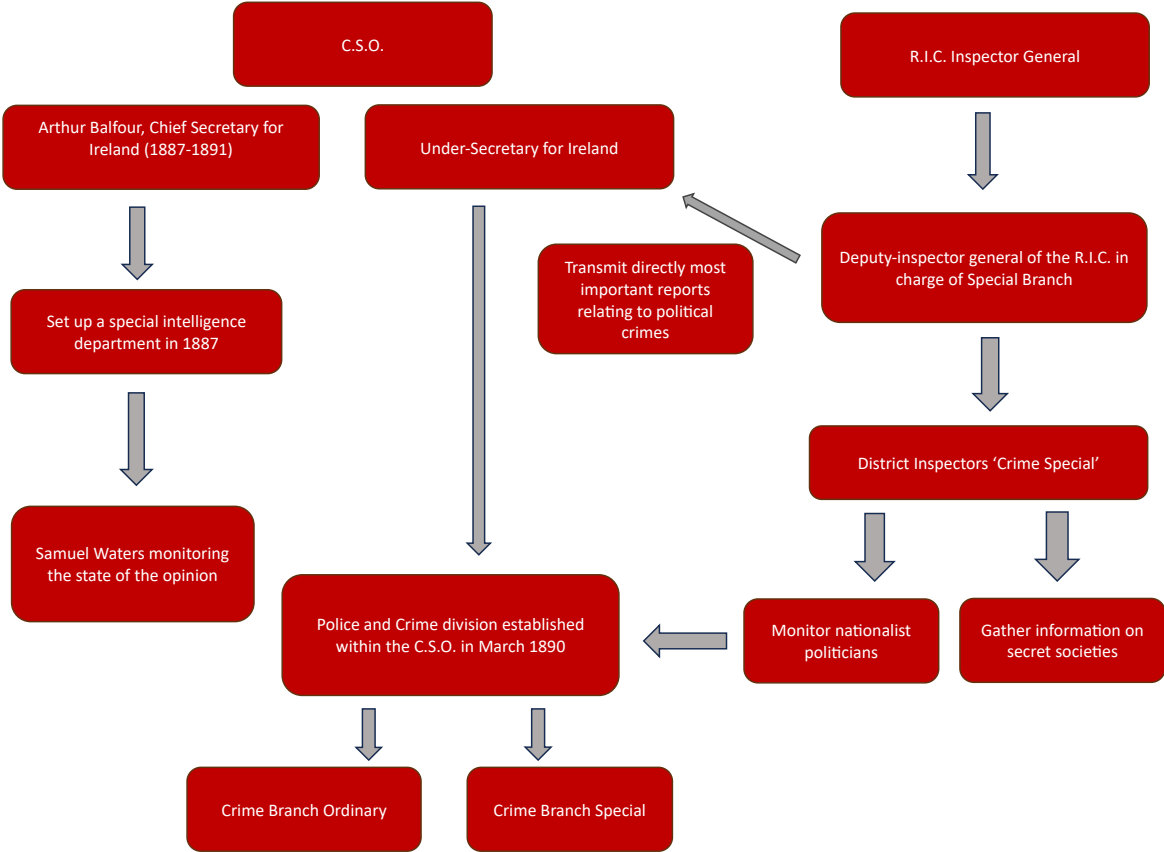 C.S.O.
R.I.C. Inspector General
Arthur Balfour, Chief Secretary for
Ireland (1887-1891)
Under-Secretary for Ireland
Deputy-inspector general of the R.I.C. in
charge of Special Branch
Transmit directly most
important reports
relating to political
crimes
Set up a special intelligence
department in 1887
District Inspectors ‘Crime Special’
Samuel Waters monitoring
the state of the opinion
Police and Crime division established
within the C.S.O. in March 1890
Monitor nationalist
politicians
Gather information on
secret societies
Crime Branch Ordinary
Crime Branch Special